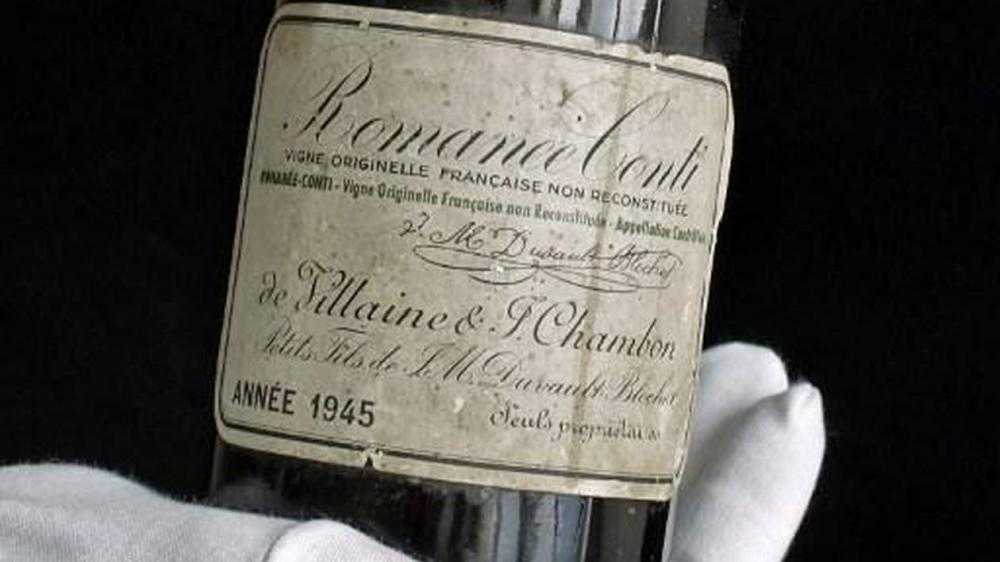 Romanée Conti
VIGNE ORIGINELLE FRANÇAISE NON RECONSTITUÉE
ROMANÉE-CONTI - Vigne Originelle Française non Reconstituée - Appellation Contrôlée
J. M. Duvault Blochet
de Villaine & J. Chambon
Petits Fils de J. M. Duvault Blochet
ANNÉE 1945
Seuls propriétaires